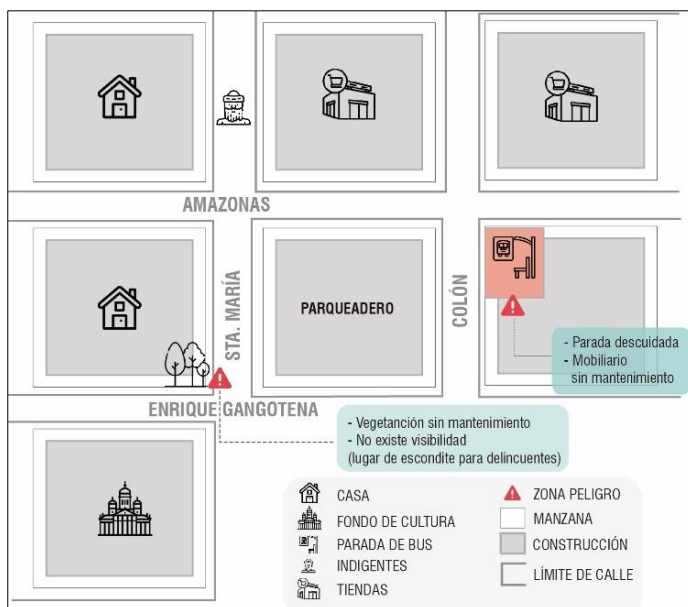 AMAZONAS
STA. MARÍA
PARQUEADERO
COLÓN
- Parada descuidada
- Mobiliario
sin mantenimiento
ENRIQUE GANGOTENA
- Vegetanción sin mantenimiento
- No existe visibilidad
(lugar de escondite para delincuentes)
CASA
FONDO DE CULTURA
PARADA DE BUS
INDIGENTES
TIENDAS
ZONA PELIGRO
MANZANA
CONSTRUCCIÓN
LÍMITE DE CALLE